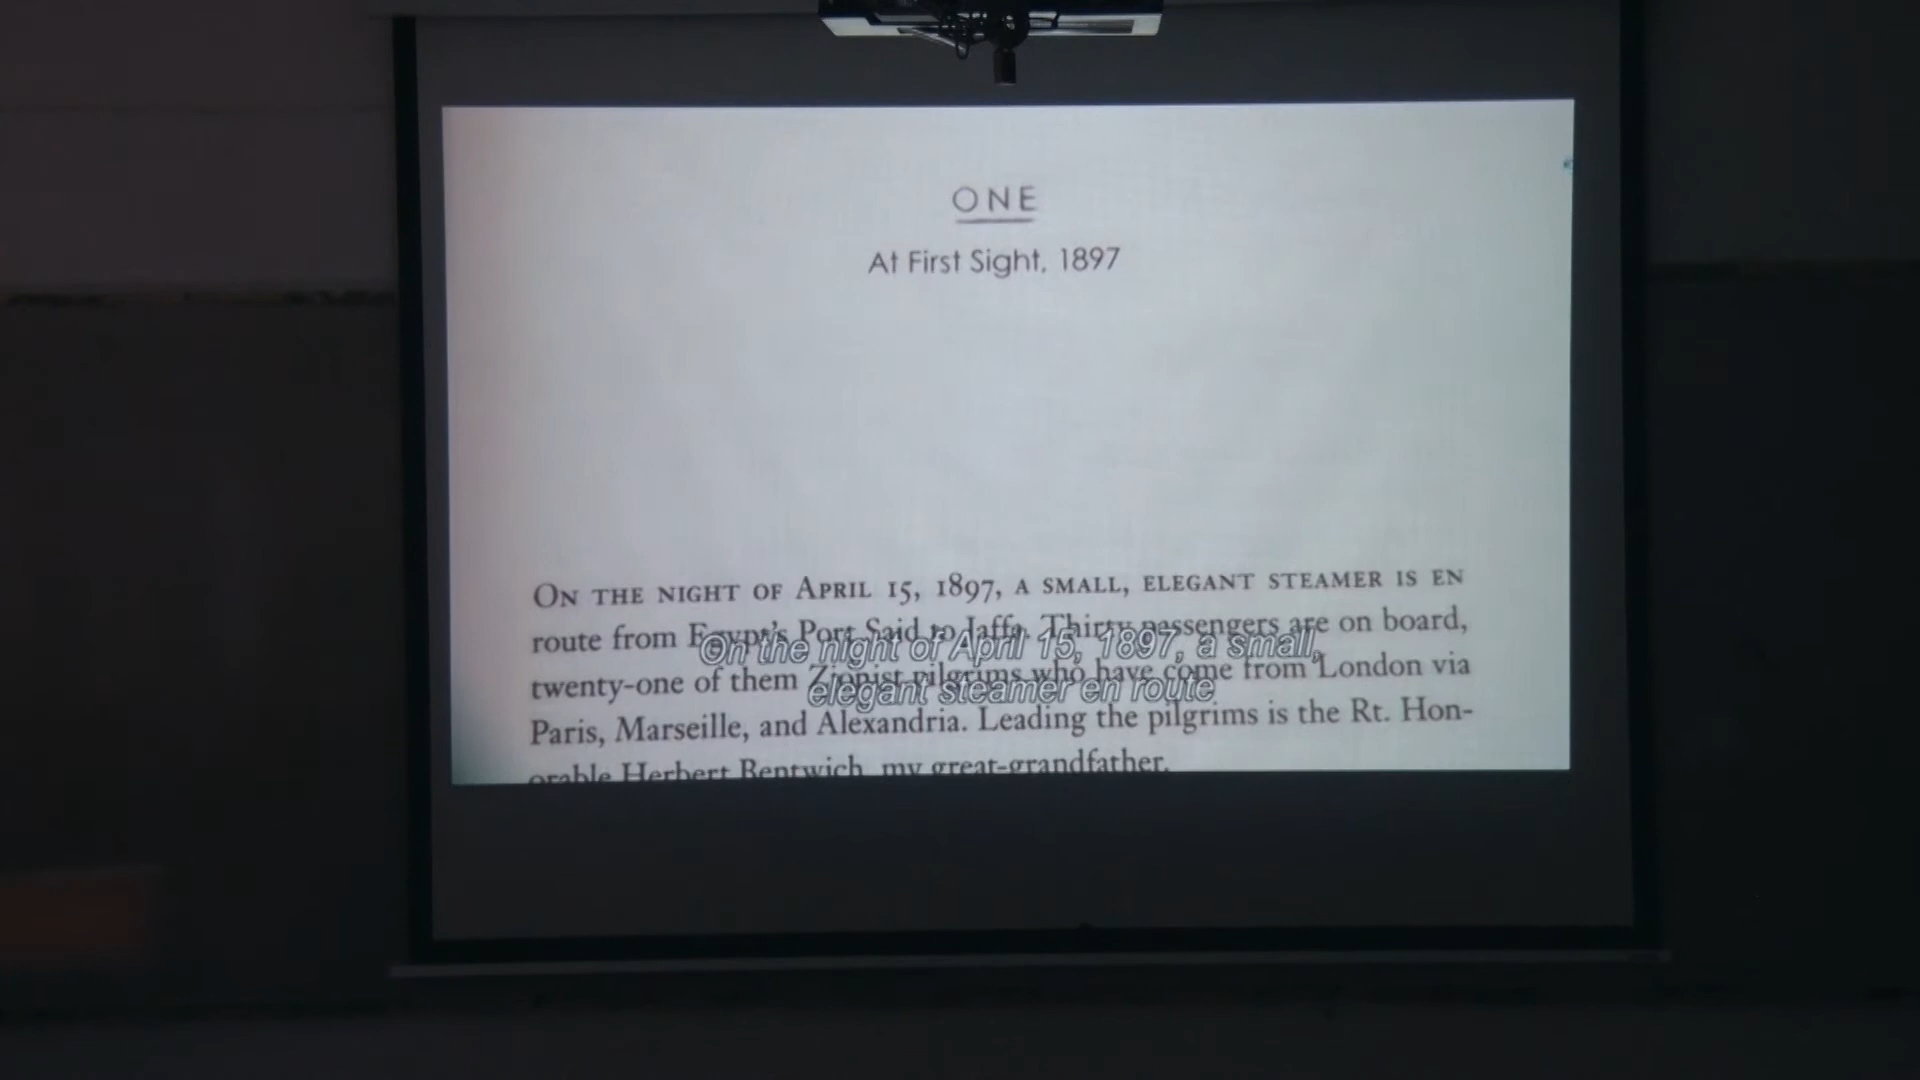 ONE
At First Sight, 1897
ON THE NIGHT OF APRIL 15, 1897, A SMALL, ELEGANT STEAMER IS EN
route from Egypt's Port Said to Jaffa. Thirty passengers are on board,
On the night of April 15, 1897, a small,
twenty-one of them Zionist pilgrims who have come from London via
elegant steamer en route
Paris, Marseille, and Alexandria. Leading the pilgrims is the Rt. Hon-
orable Herbert Bentwich, my great-grandfather.